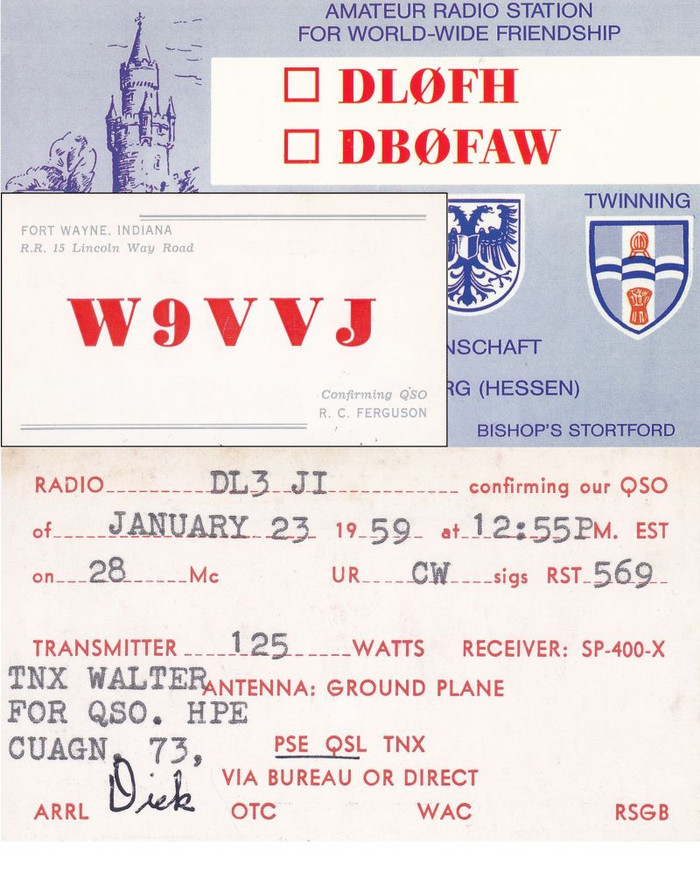 AMATEUR RADIO STATION
FOR WORLD-WIDE FRIENDSHIP
DLØFH
DBØFAW
TWINNING
FORT WAYNE, INDIANA
R.R. 15 Lincoln Way Road
W9VVJ
Confirming QSO
R. C. FERGUSON
NSCHAFT
RG (HESSEN)
BISHOP'S STORTFORD
RADIO DL3 JI confirming our QSO
of JANUARY 23 1959 at 12:55PM. EST
on 28 Mc UR CW sigs RST 569
TRANSMITTER 125 WATTS RECEIVER: SP-400-X
TNX WALTER ANTENNA: GROUND PLANE
FOR QSO. HPE
CUAGN, 73, PSE QSL TNX
Dick VIA BUREAU OR DIRECT
ARRL OTC WAC RSGB